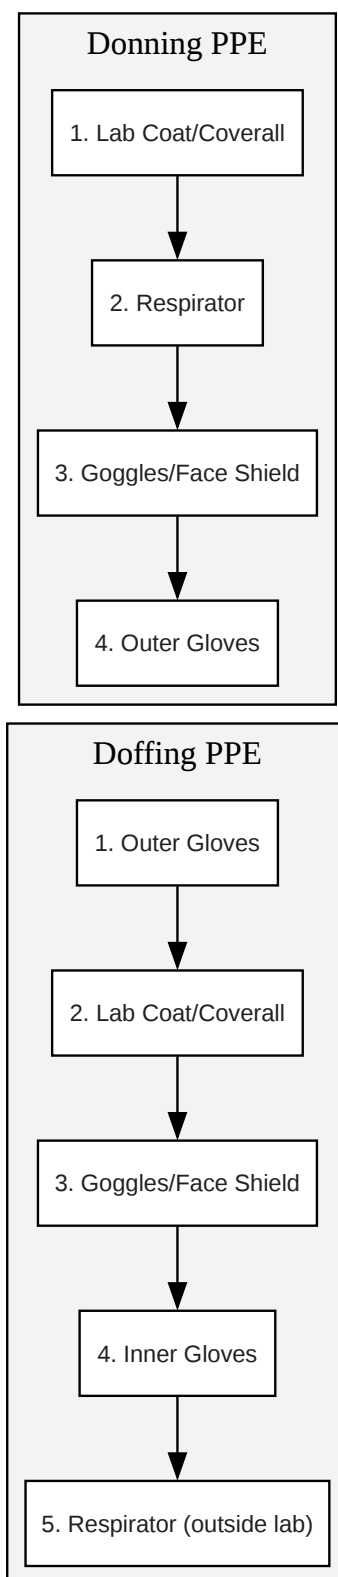 Donning PPE
1. Lab Coat/Coverall
2. Respirator
3. Goggles/Face Shield
4. Outer Gloves
Doffing PPE
1. Outer Gloves
2. Lab Coat/Coverall
3. Goggles/Face Shield
4. Inner Gloves
5. Respirator (outside lab)